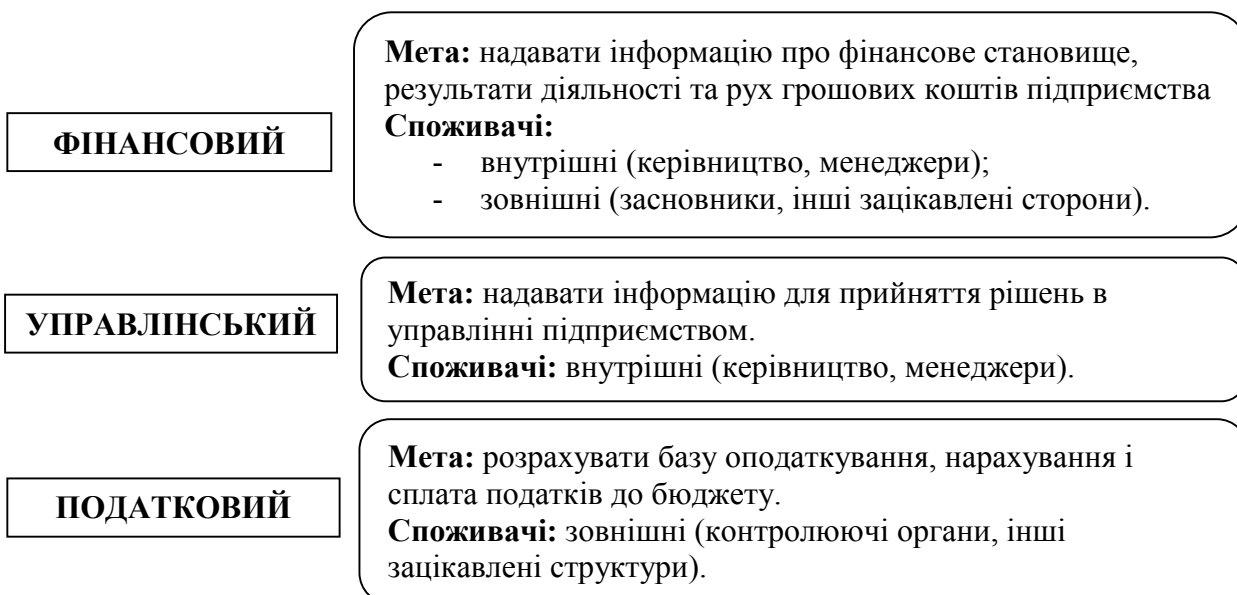 ФІНАНСОВИЙ
Мета: надавати інформацію про фінансове становище,
результати діяльності та рух грошових коштів підприємства
Споживачі:
- внутрішні (керівництво, менеджери);
- зовнішні (засновники, інші зацікавлені сторони).
УПРАВЛІНСЬКИЙ
Мета: надавати інформацію для прийняття рішень в
управлінні підприємством.
Споживачі: внутрішні (керівництво, менеджери).
ПОДАТКОВИЙ
Мета: розрахувати базу оподаткування, нарахування і
сплата податків до бюджету.
Споживачі: зовнішні (контролюючі органи, інші
зацікавлені структури).